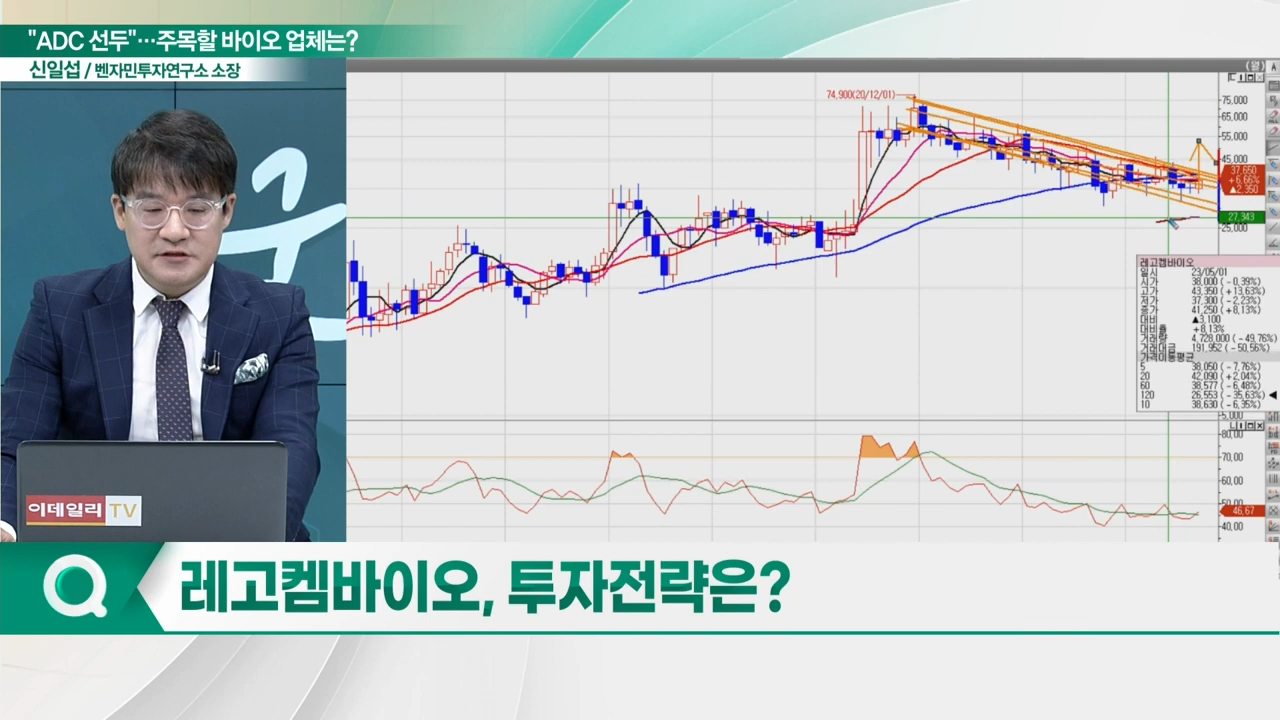 "ADC 선두"…주목할 바이오 업체는?
신일섭 / 벤자민투자연구소 소장
(월)
A
74,900(20/12/01)
75,000
65,000
55,000
45,000
37,650
+6,66%
▲2,350
27,343
25,000
레고켐바이오
일시 23/05/01
시가 38,000 ( - 0,39%)
고가 43,350 ( +13,63%)
저가 37,300 ( - 2,23%)
종가 41,250 ( +8,13%)
대비 ▲3,100
대비율 +8,13%
거래량 4,728,000 ( - 49,76%)
거래대금 191,952 ( - 50,56%)
가격이동평균
5 38,050 ( - 7,76%)
20 42,090 ( +2,04%)
60 38,577 ( - 6,48%)
120 26,553 ( - 35,63%)
10 38,630 ( - 6,35%)
5,000
80,00
70,00
60,00
50,00
46,67
40,00
이데일리 TV
레고켐바이오, 투자전략은?